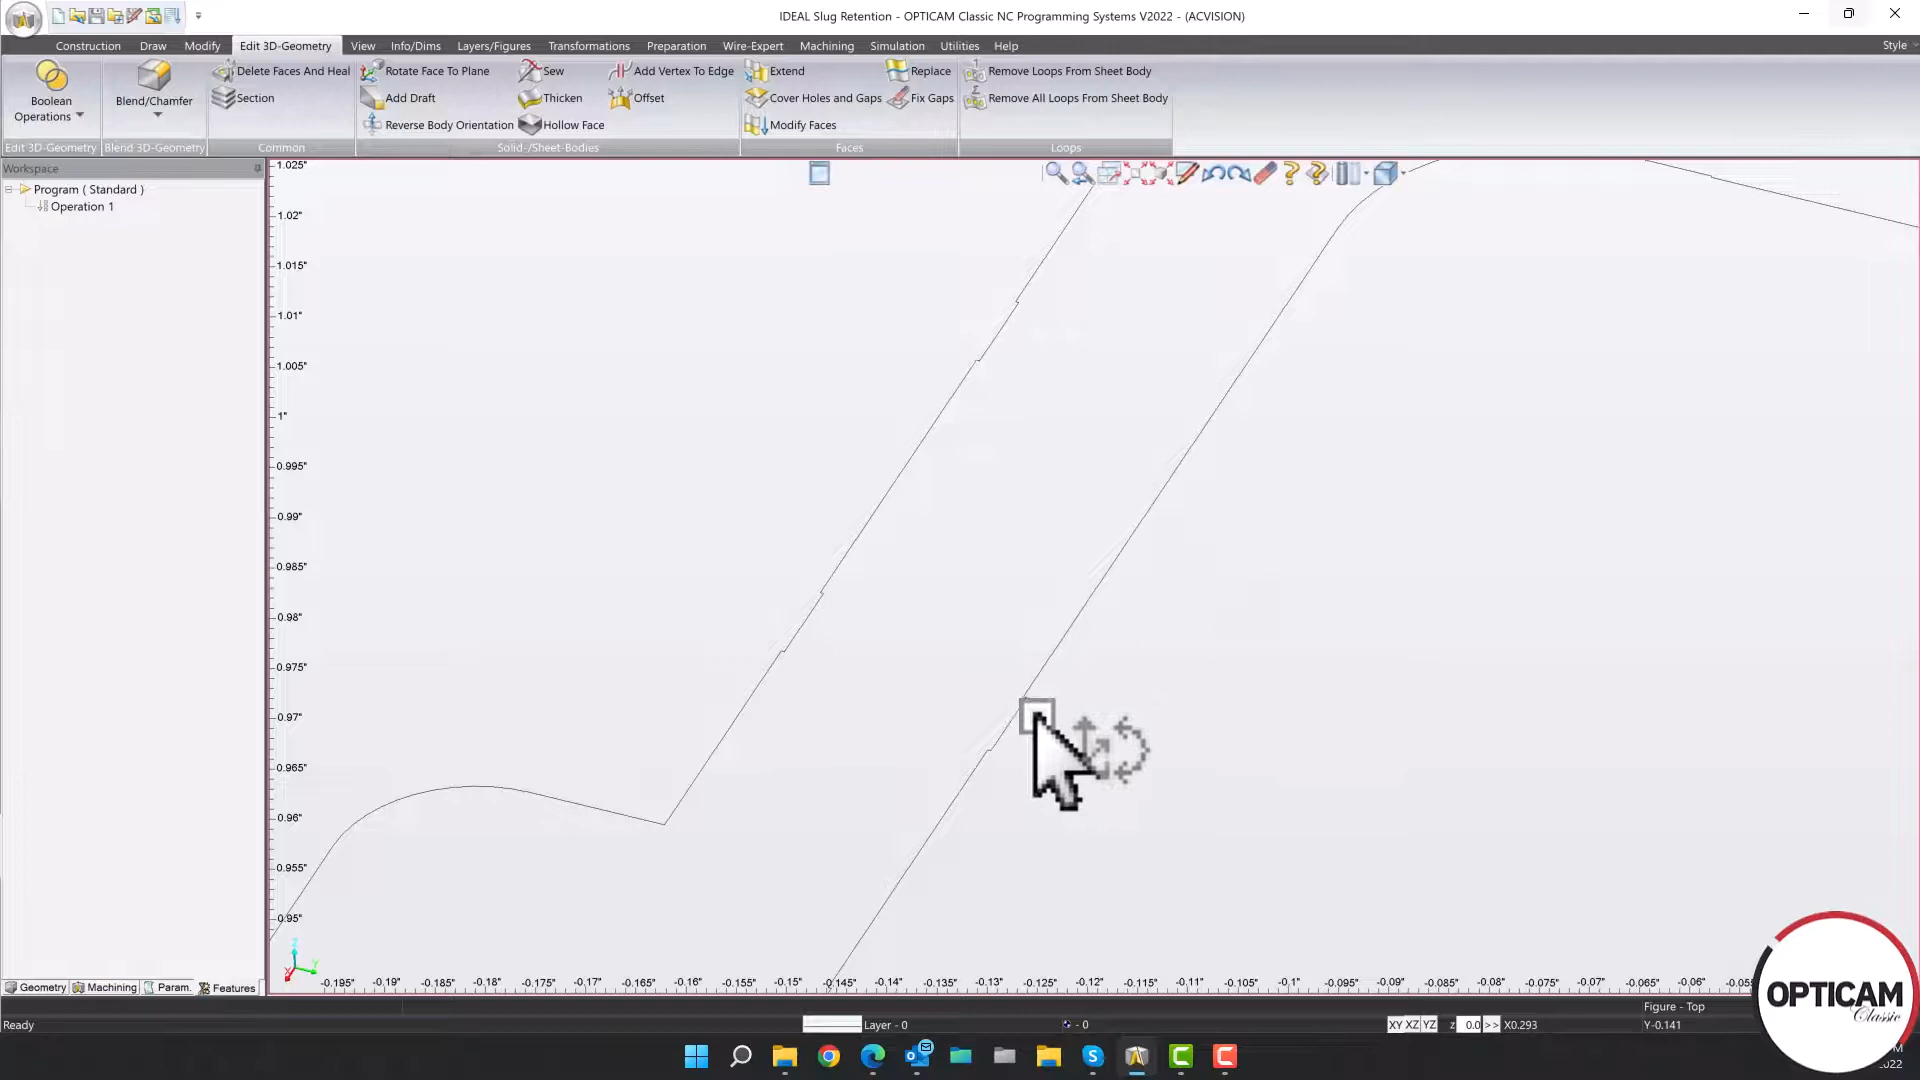 IDEAL Slug Retention - OPTICAM Classic NC Programming Systems V2022 - (ACVISION)
Construction Draw Modify Edit 3D-Geometry View Info/Dims Layers/Figures Transformations Preparation Wire-Expert Machining Simulation Utilities Help Style
Boolean Operations
Blend/Chamfer
Delete Faces And Heal
Section
Rotate Face To Plane
Add Draft
Reverse Body Orientation
Sew
Thicken
Hollow Face
Add Vertex To Edge
Offset
Extend
Cover Holes and Gaps
Modify Faces
Replace
Fix Gaps
Remove Loops From Sheet Body
Remove All Loops From Sheet Body
Edit 3D-Geometry Blend 3D-Geometry Common Solid-/Sheet-Bodies Faces Loops
Workspace
Program ( Standard )
Operation 1
1.025"
1.02"
1.015"
1.01"
1.005"
1"
0.995"
0.99"
0.985"
0.98"
0.975"
0.97"
0.965"
0.96"
0.955"
0.95"
Z
Y
X
-0.195" -0.19" -0.185" -0.18" -0.175" -0.17" -0.165" -0.16" -0.155" -0.15" -0.145" -0.14" -0.135" -0.13" -0.125" -0.12" -0.115" -0.11" -0.105" -0.1" -0.095" -0.09" -0.085" -0.08" -0.075" -0.07" -0.065" -0.06"
Geometry Machining Param. Features
Figure - Top
Ready Layer - 0 - 0 XY XZ YZ z 0.0 >> X0.293 Y-0.141
OPTICAM
Classic